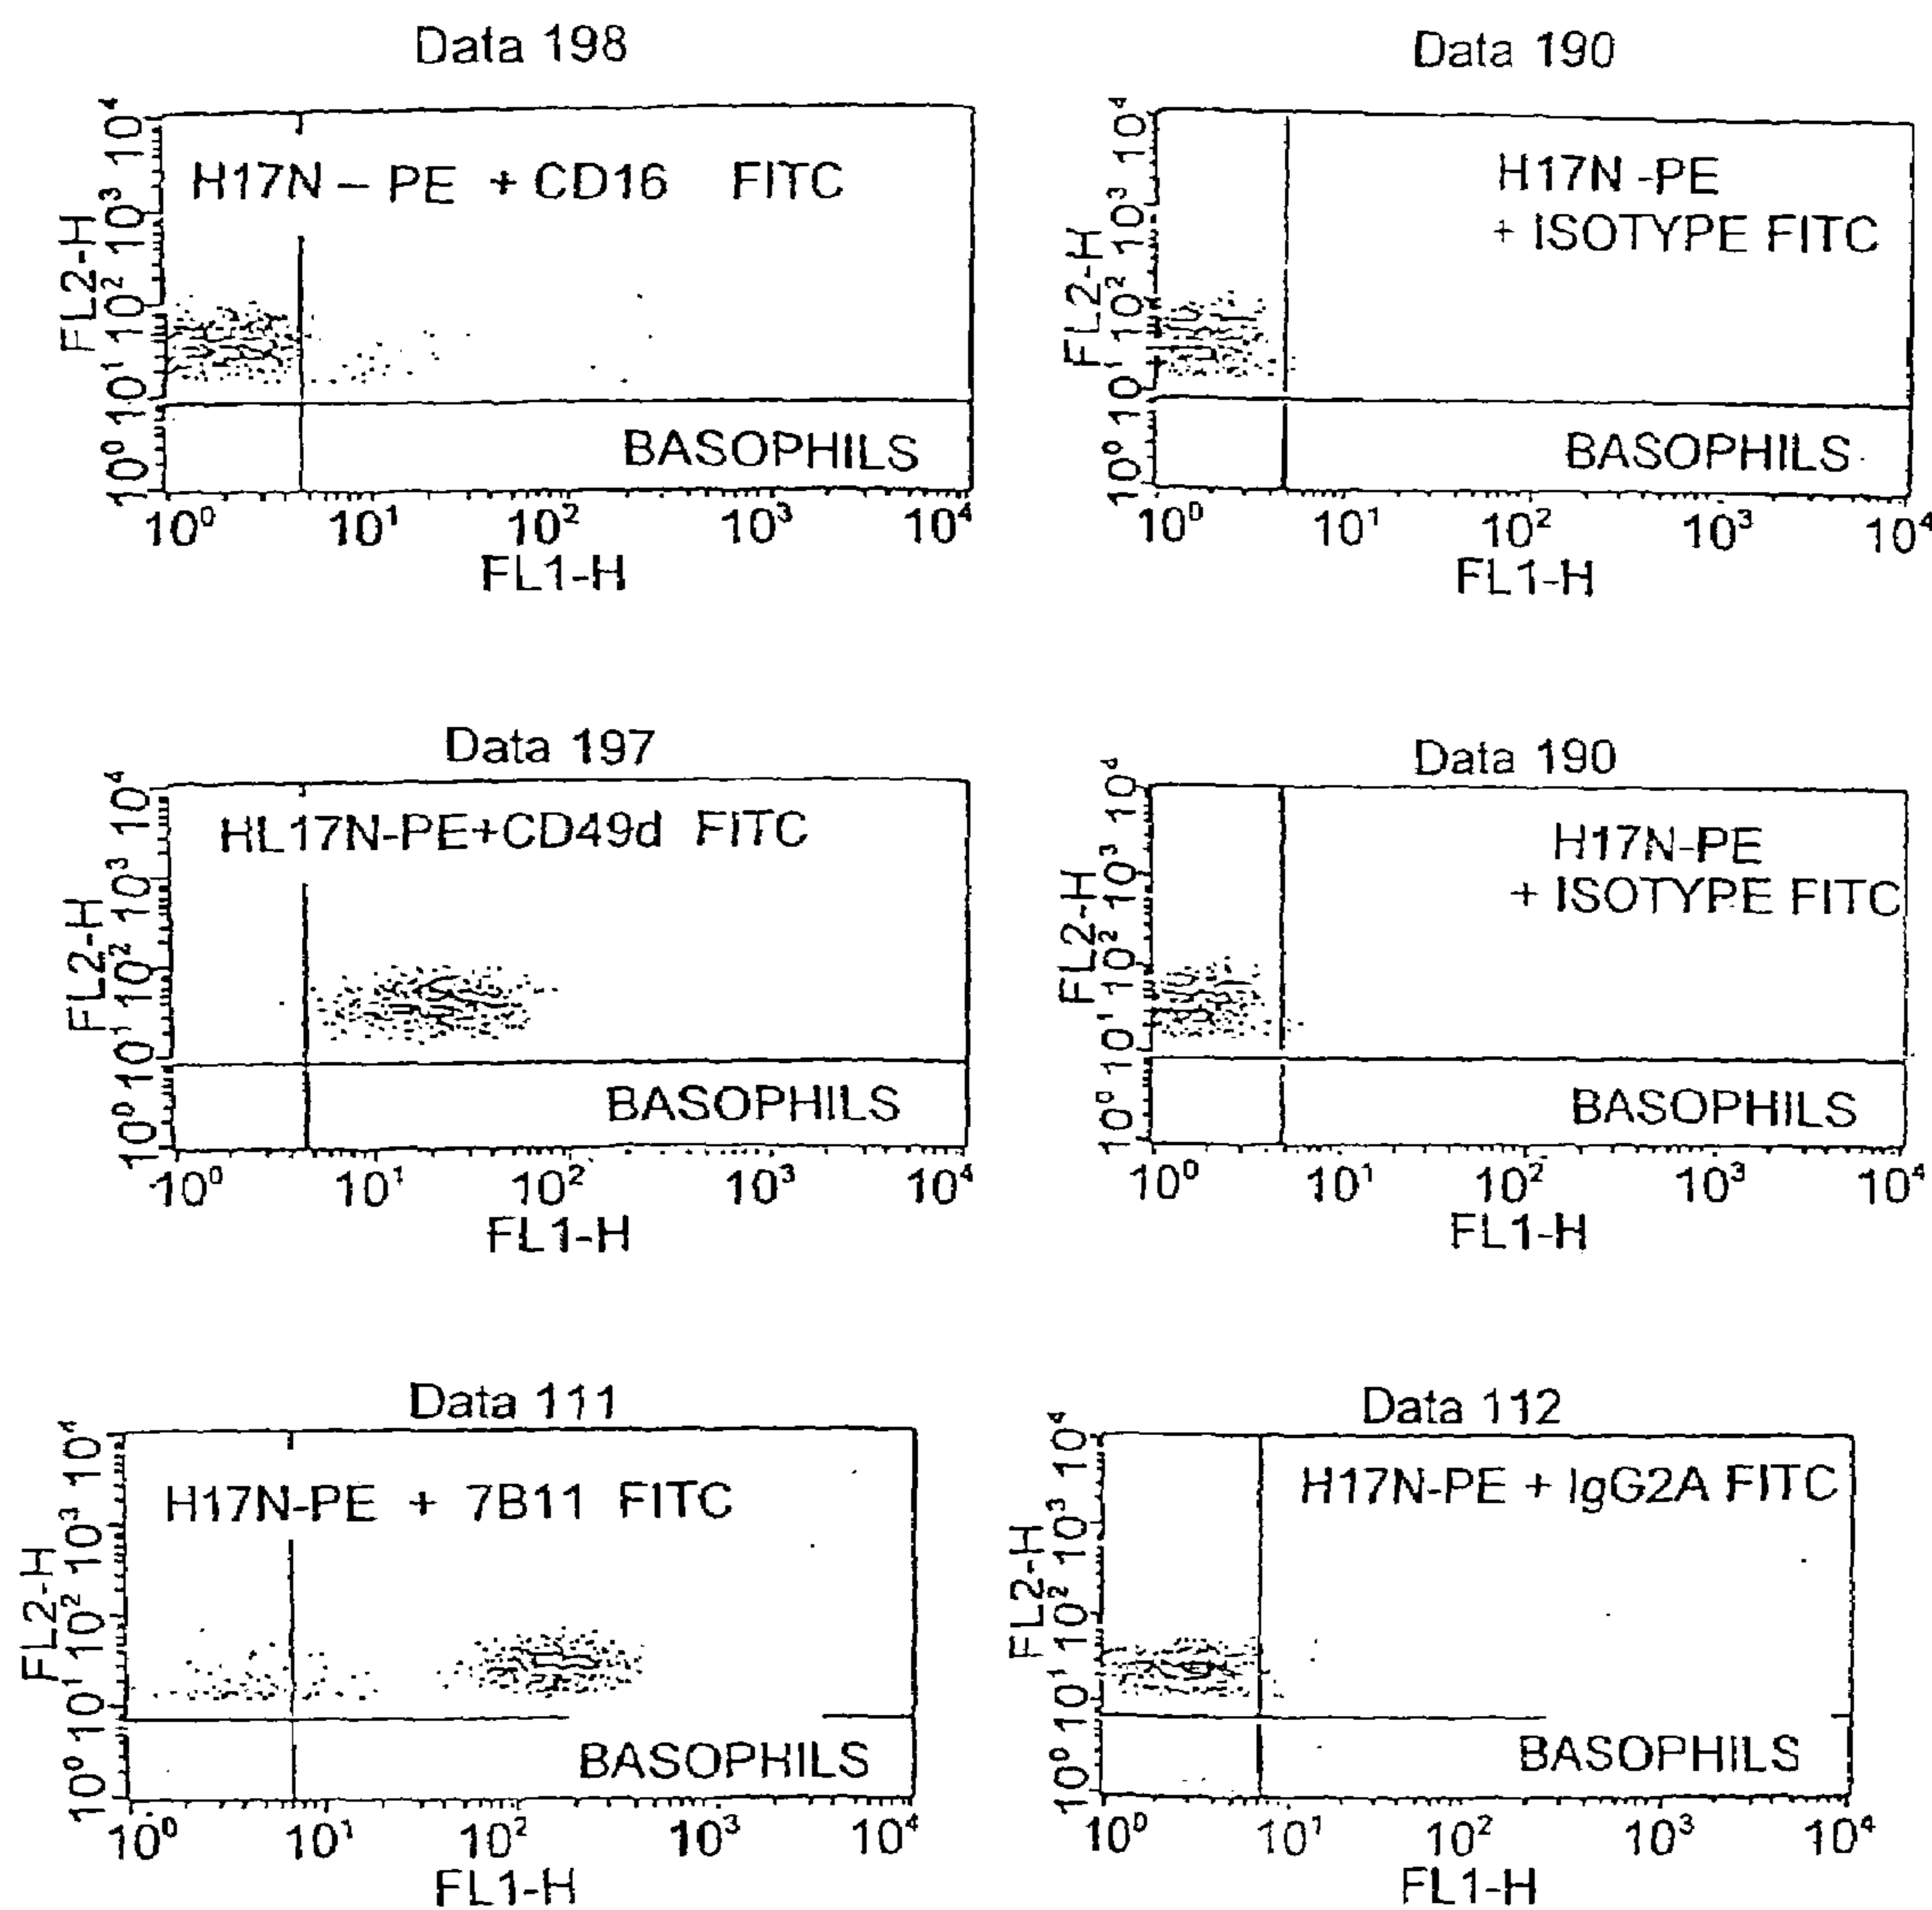 Data 198
10⁴
10³
10²
10¹
10⁰
FL2-H
H17N – PE + CD16 FITC
BASOPHILS
10⁰ 10¹ 10² 10³ 10⁴
FL1-H
Data 190
10⁴
10³
10²
10¹
10⁰
FL2-H
H17N -PE
+ ISOTYPE FITC
BASOPHILS
10⁰ 10¹ 10² 10³ 10⁴
FL1-H
Data 197
10⁴
10³
10²
10¹
10⁰
FL2-H
HL17N-PE+CD49d FITC
BASOPHILS
10⁰ 10¹ 10² 10³ 10⁴
FL1-H
Data 190
10⁴
10³
10²
10¹
10⁰
FL2-H
H17N-PE
+ ISOTYPE FITC
BASOPHILS
10⁰ 10¹ 10² 10³ 10⁴
FL1-H
Data 111
10⁴
10³
10²
10¹
10⁰
FL2-H
H17N-PE + 7B11 FITC
BASOPHILS
10⁰ 10¹ 10² 10³ 10⁴
FL1-H
Data 112
10⁴
10³
10²
10¹
10⁰
FL2-H
H17N-PE + IgG2A FITC
BASOPHILS
10⁰ 10¹ 10² 10³ 10⁴
FL1-H